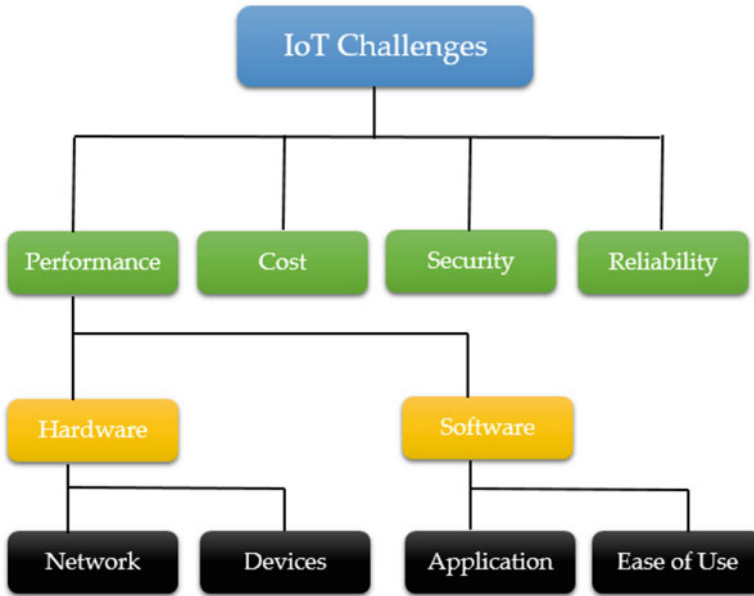 IoT Challenges
Performance
Cost
Security
Reliability
Hardware
Software
Network
Devices
Application
Ease of Use